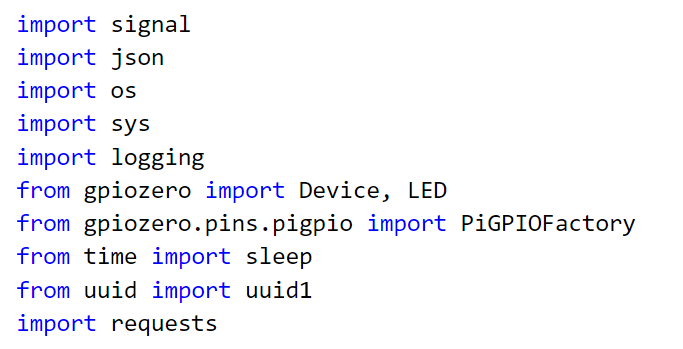 import signal
import json
import os
import sys
import logging
from gpiozero import Device, LED
from gpiozero.pins.pigpio import PiGPIOFactory
from time import sleep
from uuid import uuid1
import requests